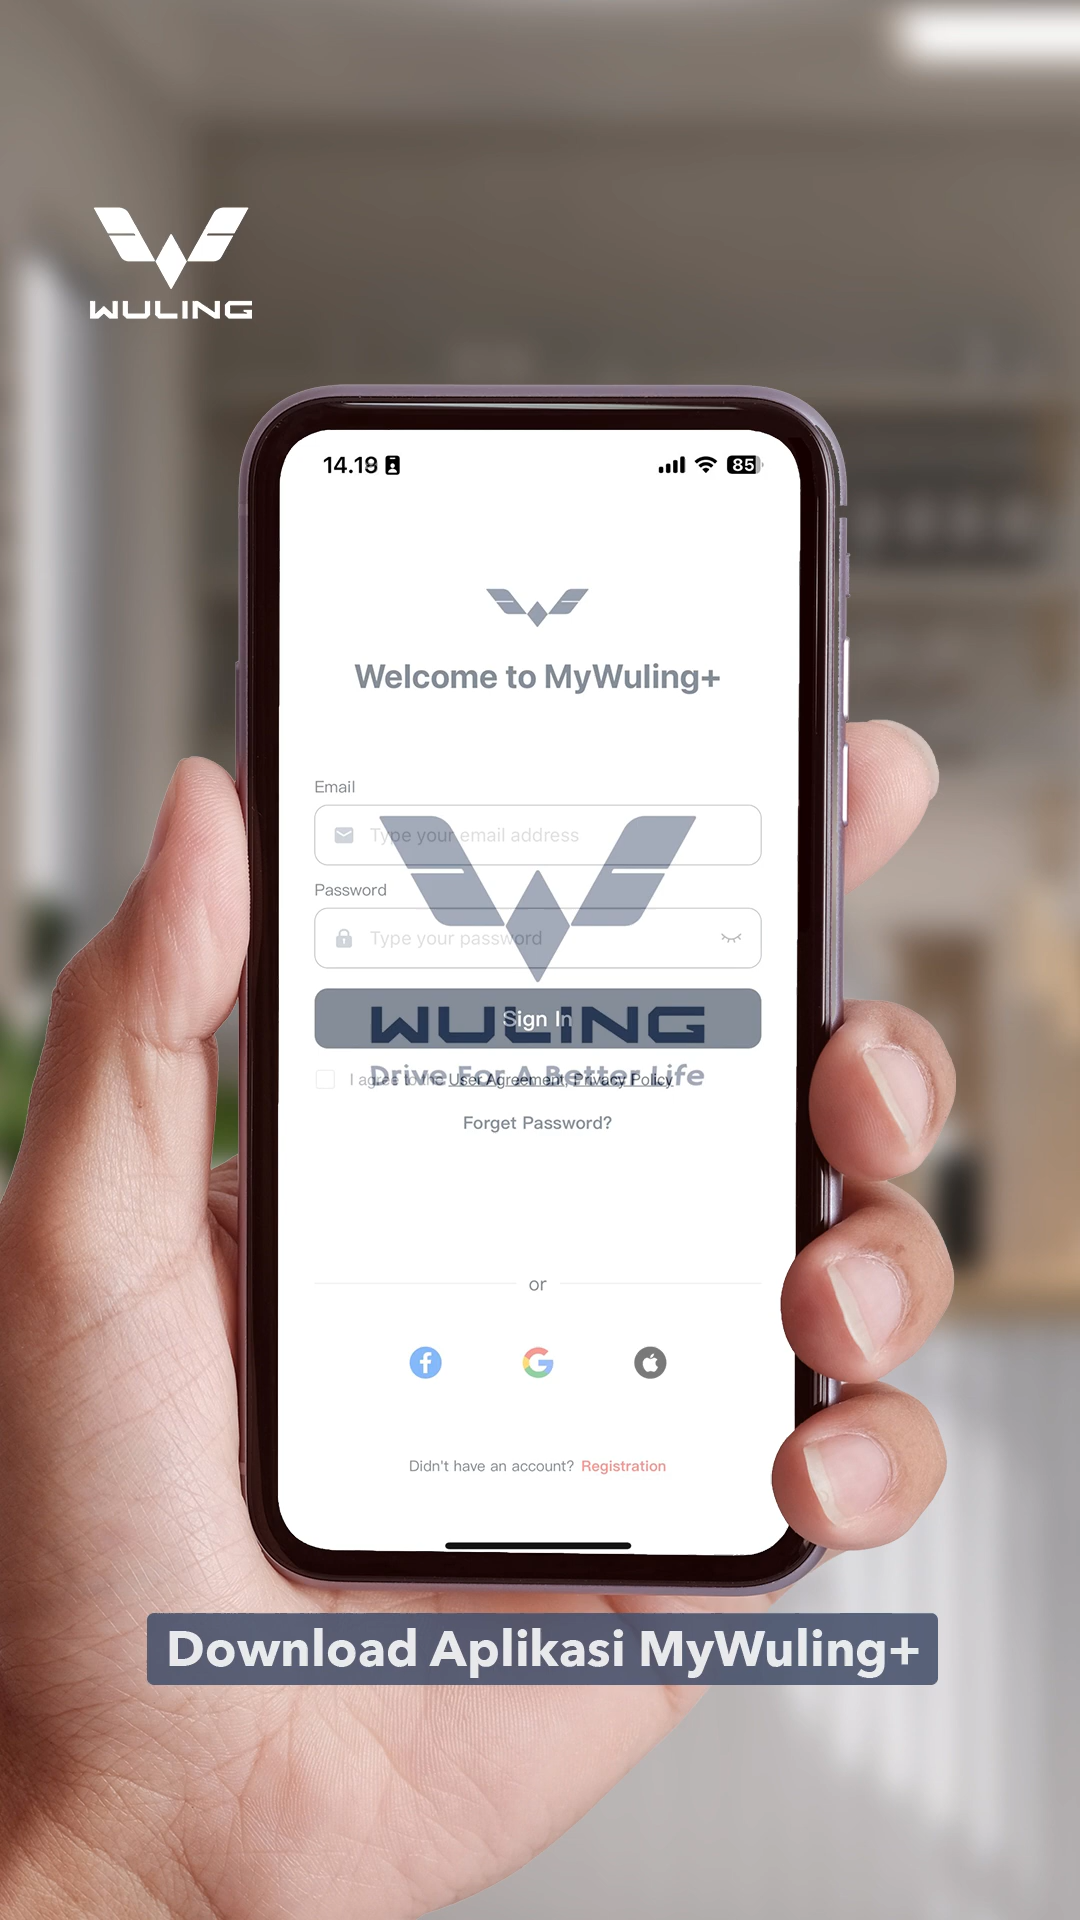 WULING
14.19
85
Welcome to MyWuling+
Email
Type your email address
Password
Type your password
WULING
Sign In
Drive For A Better Life
I agree to the User Agreement, Privacy Policy
Forget Password?
or
Didn't have an account? Registration
Download Aplikasi MyWuling+